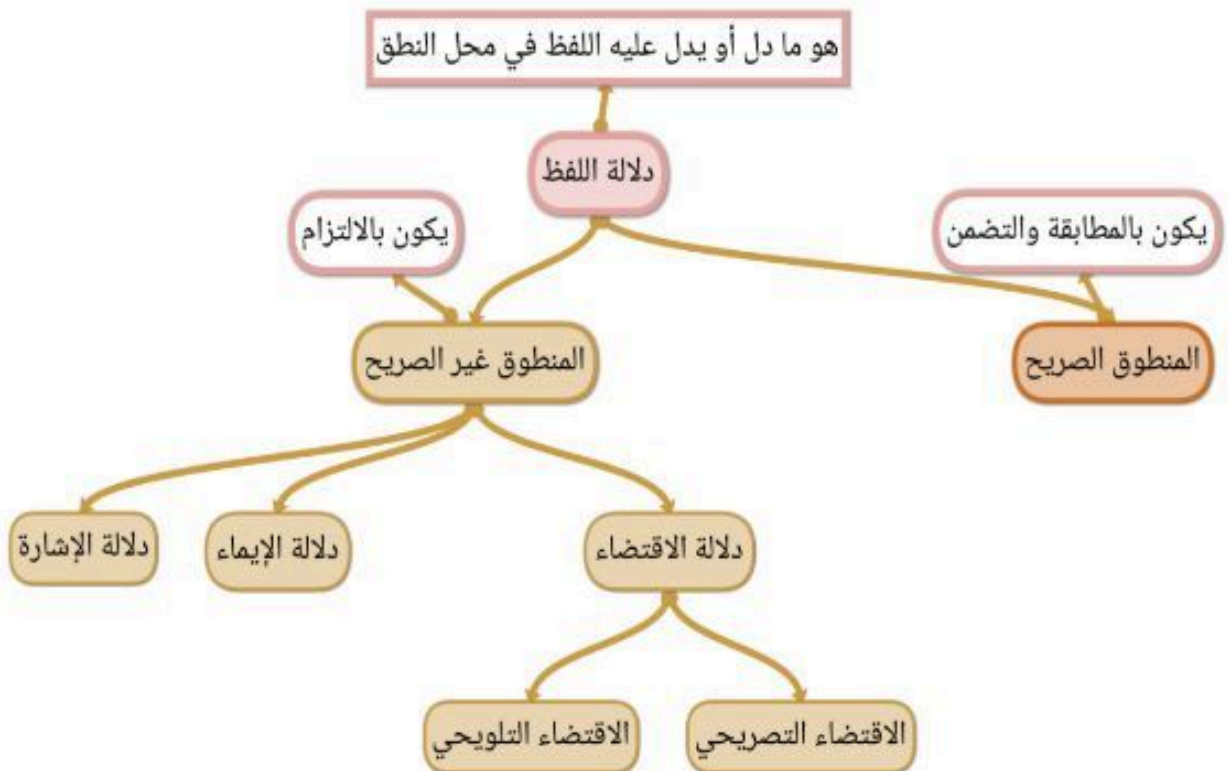 هو ما دل أو يدل عليه اللفظ في محل النطق
دلالة اللفظ
يكون بالمطابقة والتضمن
يكون بالالتزام
المنطوق الصريح
المنطوق غير الصريح
دلالة الاقتضاء
دلالة الإيماء
دلالة الإشارة
الاقتضاء التصريحي
الاقتضاء التلويحي